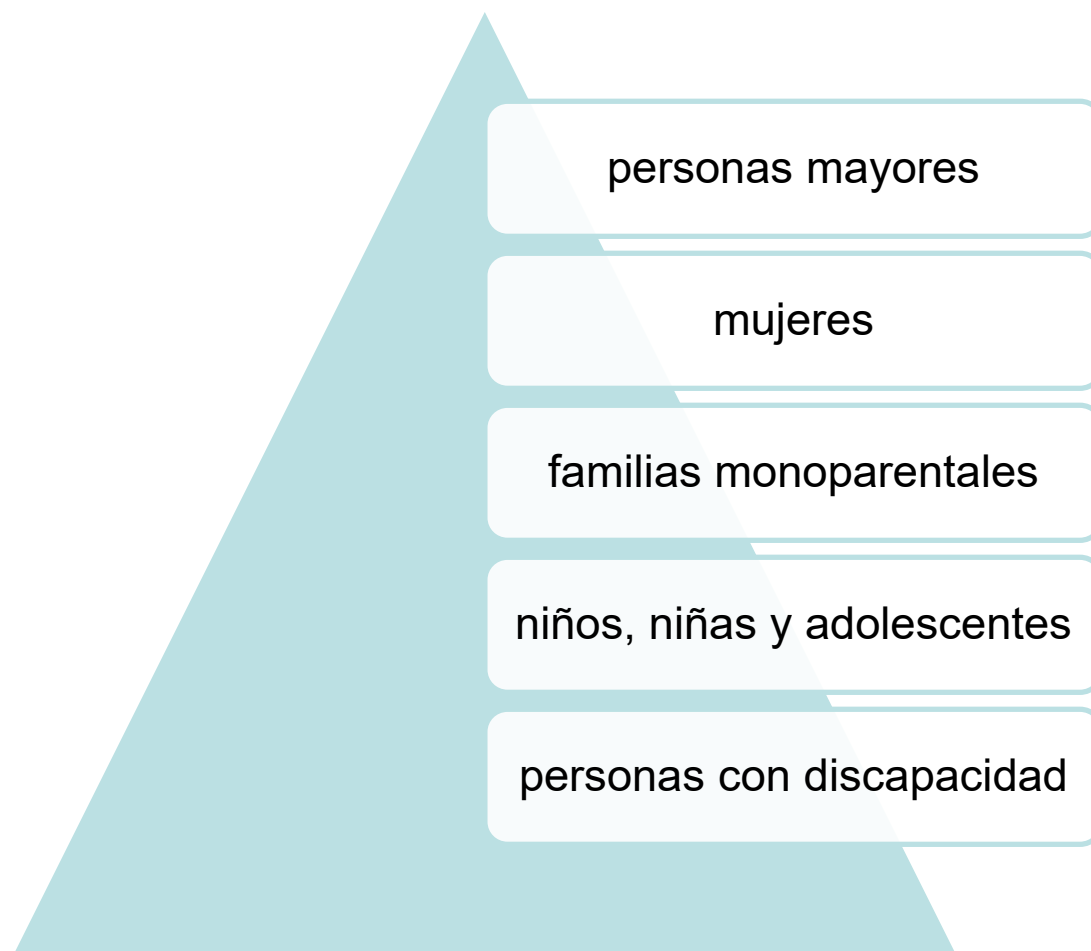 personas mayores
mujeres
familias monoparentales
niños, niñas y adolescentes
personas con discapacidad